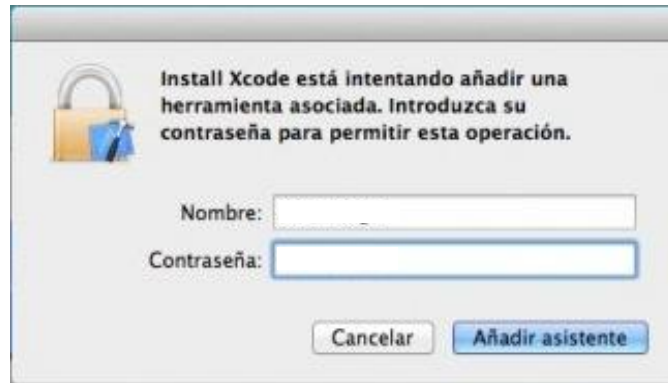 Install Xcode está intentando añadir una
herramienta asociada. Introduzca su
contraseña para permitir esta operación.
Nombre:
Contraseña:
Cancelar
Añadir asistente